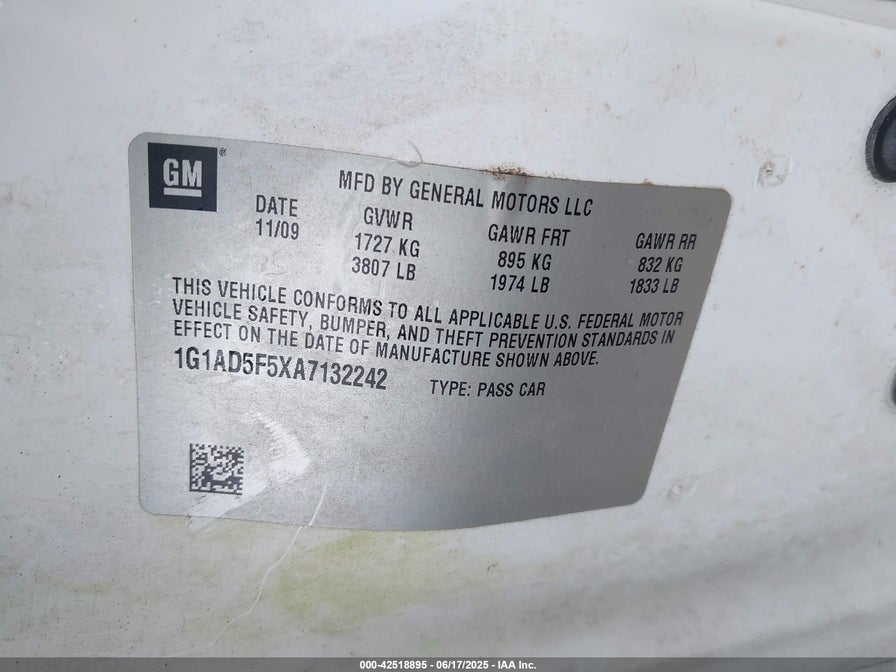 GM®
MFD BY GENERAL MOTORS LLC
DATE GVWR GAWR FRT GAWR RR
11/09 1727 KG 895 KG 832 KG
3807 LB 1974 LB 1833 LB
THIS VEHICLE CONFORMS TO ALL APPLICABLE U.S. FEDERAL MOTOR
VEHICLE SAFETY, BUMPER, AND THEFT PREVENTION STANDARDS IN
EFFECT ON THE DATE OF MANUFACTURE SHOWN ABOVE.
1G1AD5F5XA7132242 TYPE: PASS CAR
000-42518895 - 06/17/2025 - IAA Inc.